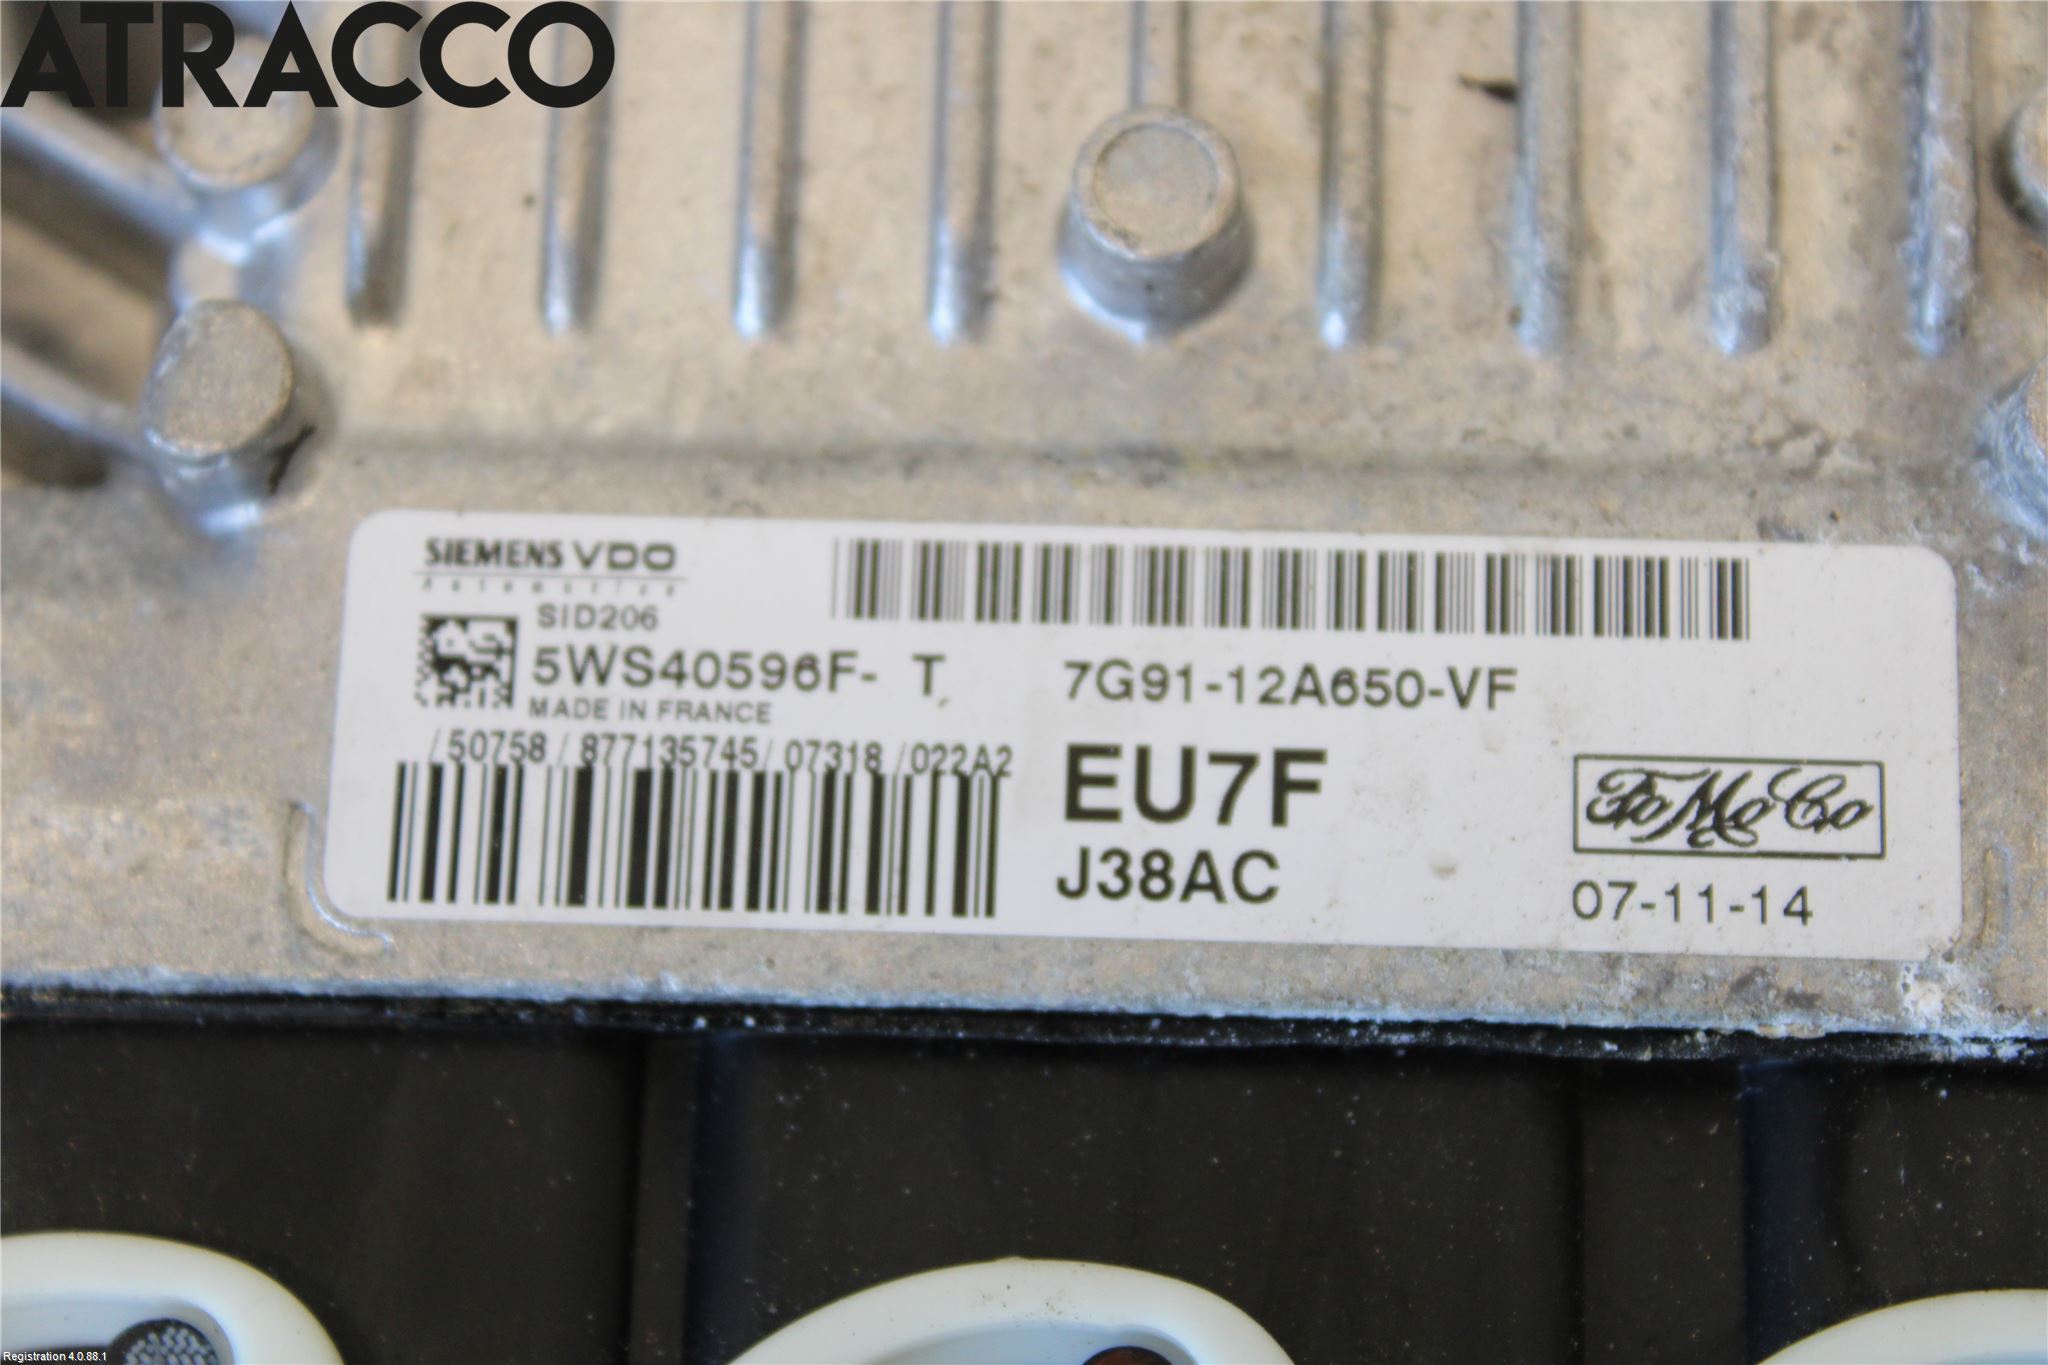 ATRACCO
SIEMENS VDO
Automotive
SID206
5WS40596F- T
MADE IN FRANCE
7G91-12A650-VF
/50758/877135745/07318/022A2
EU7F
J38AC
FoMoCo
07-11-14
Registration 4.0.88.1